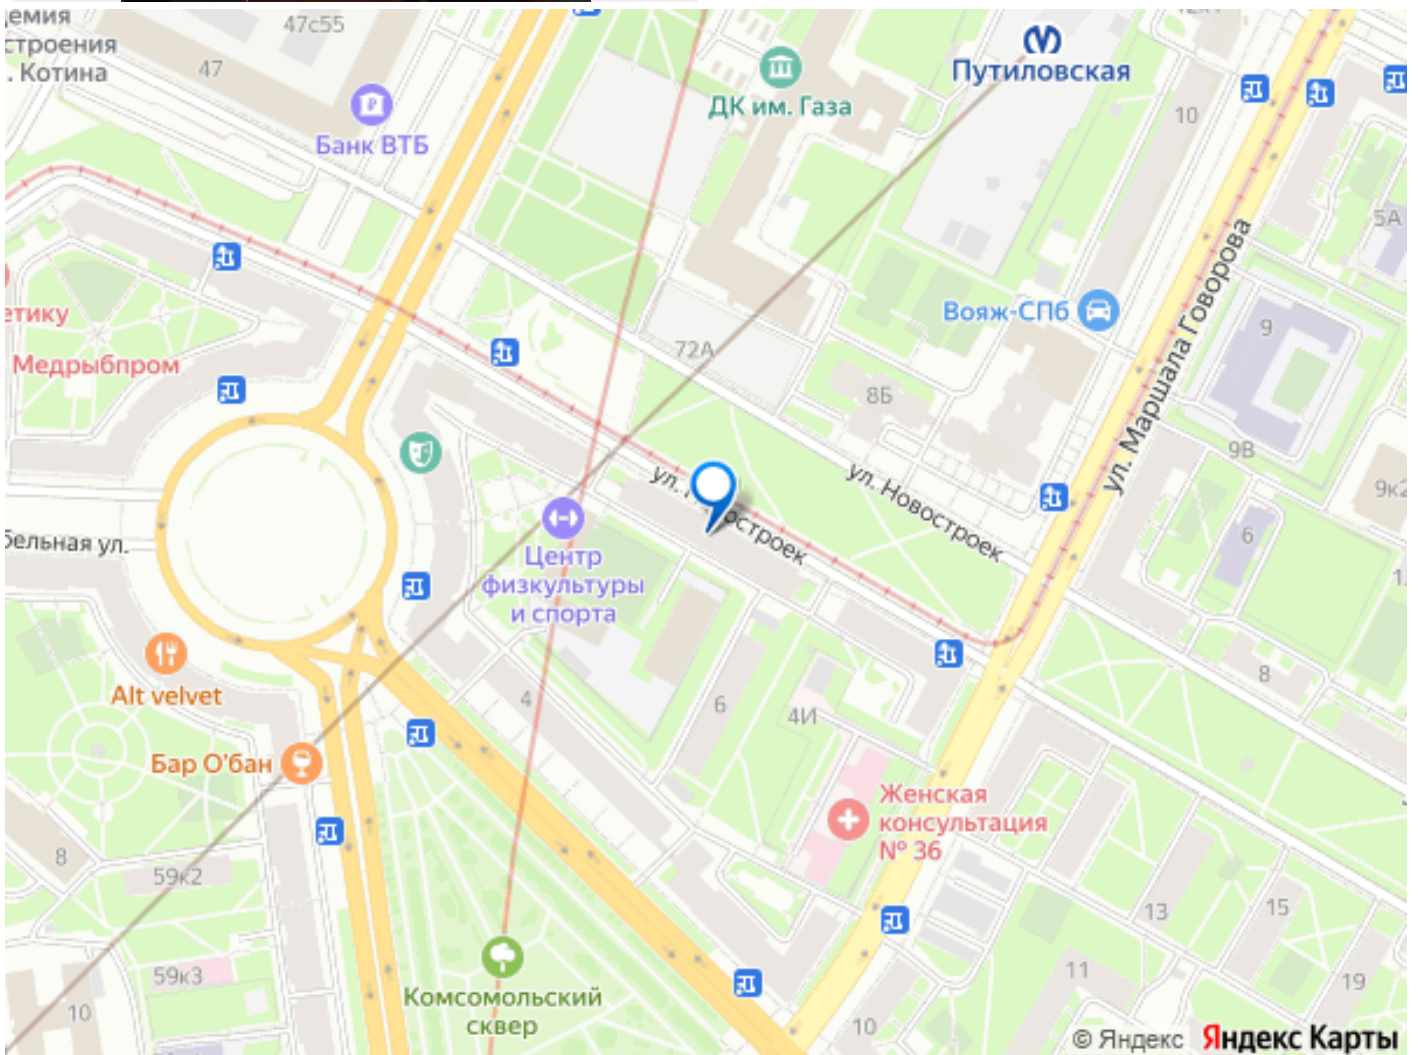 47с55
строения
. Котина
47
Путиловская
ДК им. Газа
10
Банк ВТБ
5А
ул. Маршала Говорова
етику
Вояж-СПб
9
72А
Медрыбпром
8Б
9В
ул. Новостроек
9к2
6
бельная ул.
Центр
физкультуры
и спорта
8
4
6
4И
Alt velvet
Бар О'бан
Женская
консультация
№ 36
8
59к2
13
15
59к3
11
19
Комсомольский
сквер
10
10
© Яндекс Яндекс Карты